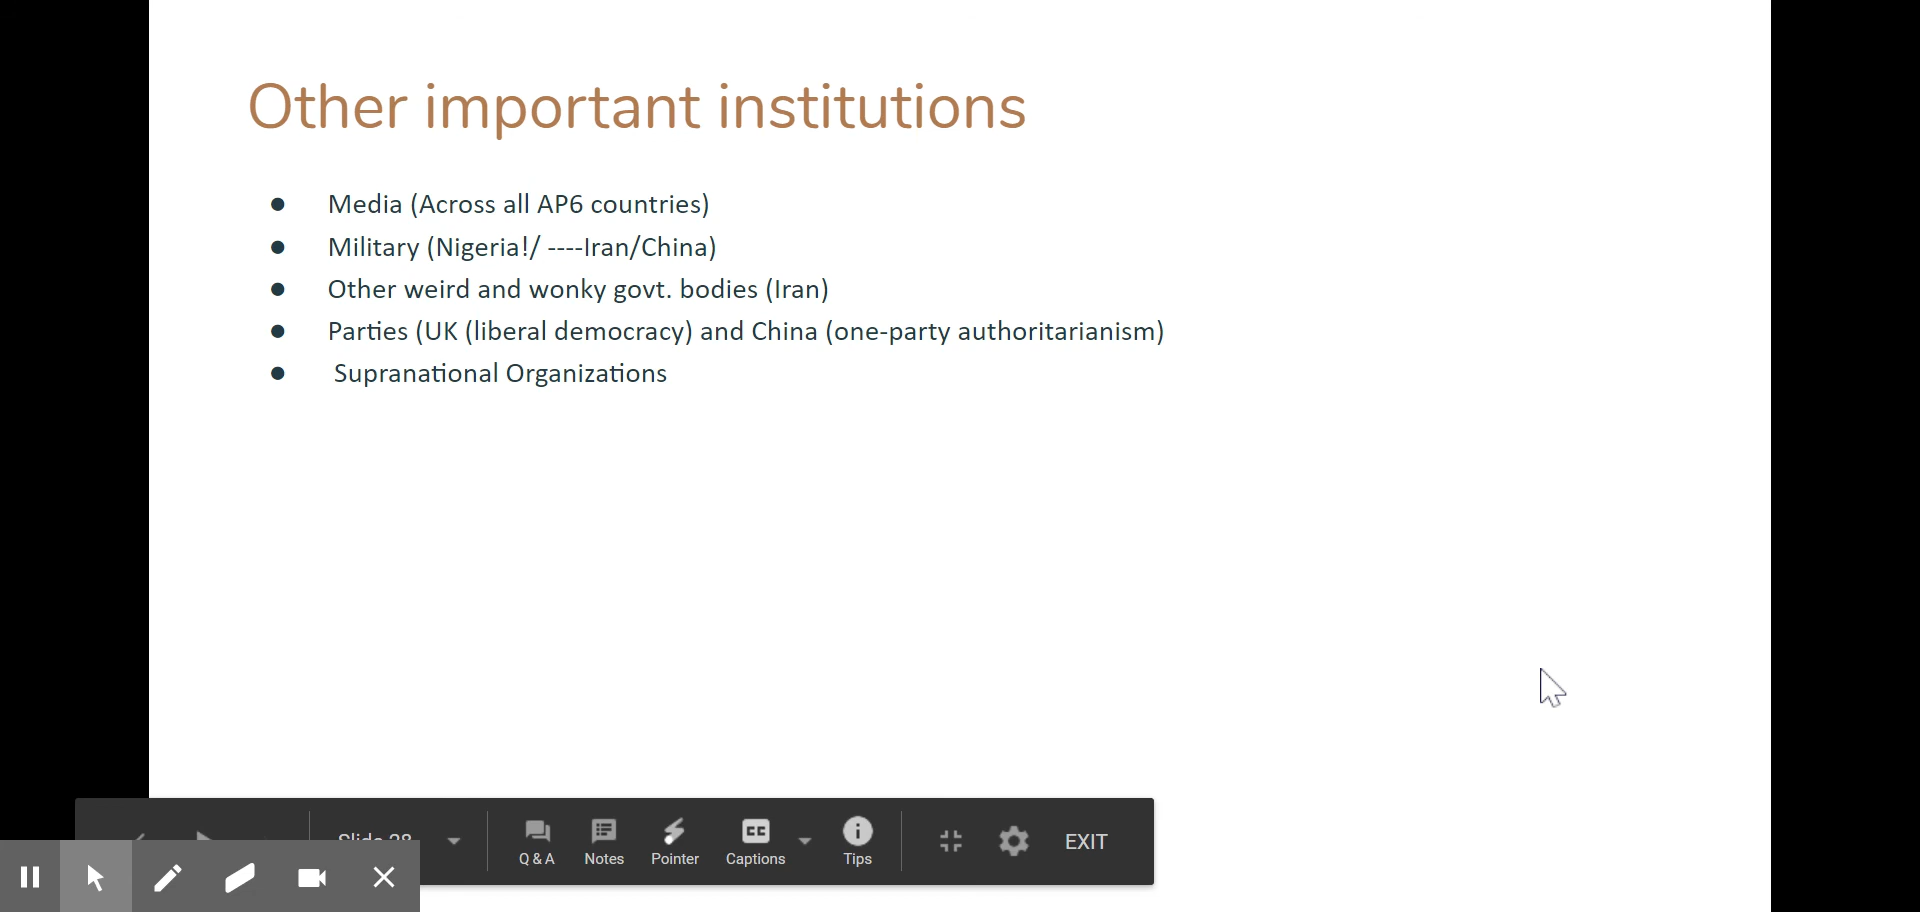 Other important institutions
● Media (Across all AP6 countries)
● Military (Nigeria!/ ----Iran/China)
● Other weird and wonky govt. bodies (Iran)
● Parties (UK (liberal democracy) and China (one-party authoritarianism)
● Supranational Organizations
Slide 28
Q & A Notes Pointer Captions Tips EXIT